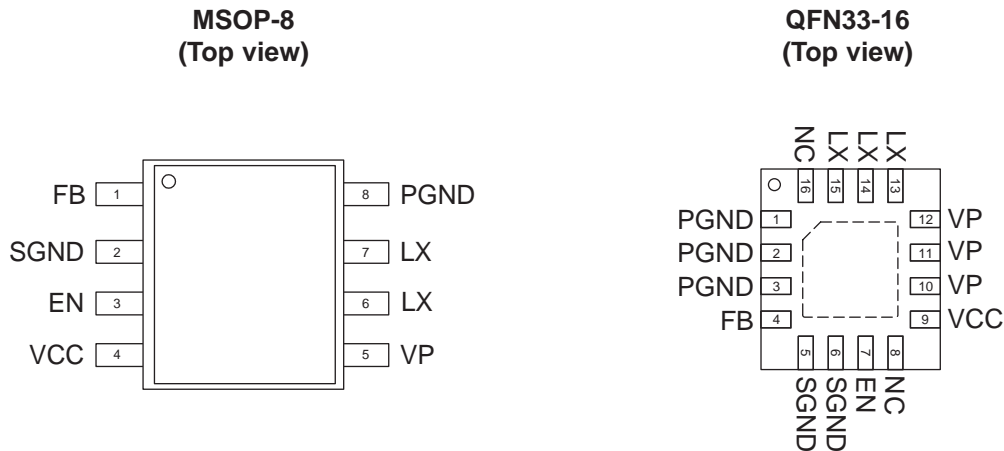 MSOP-8
(Top view)
FB 1
SGND 2
EN 3
VCC 4
8 PGND
7 LX
6 LX
5 VP
QFN33-16
(Top view)
NC LX LX LX
16 15 14 13
PGND 1
PGND 2
PGND 3
FB 4
12 VP
11 VP
10 VP
9 VCC
5 6 7 8
SGND SGND EN NC